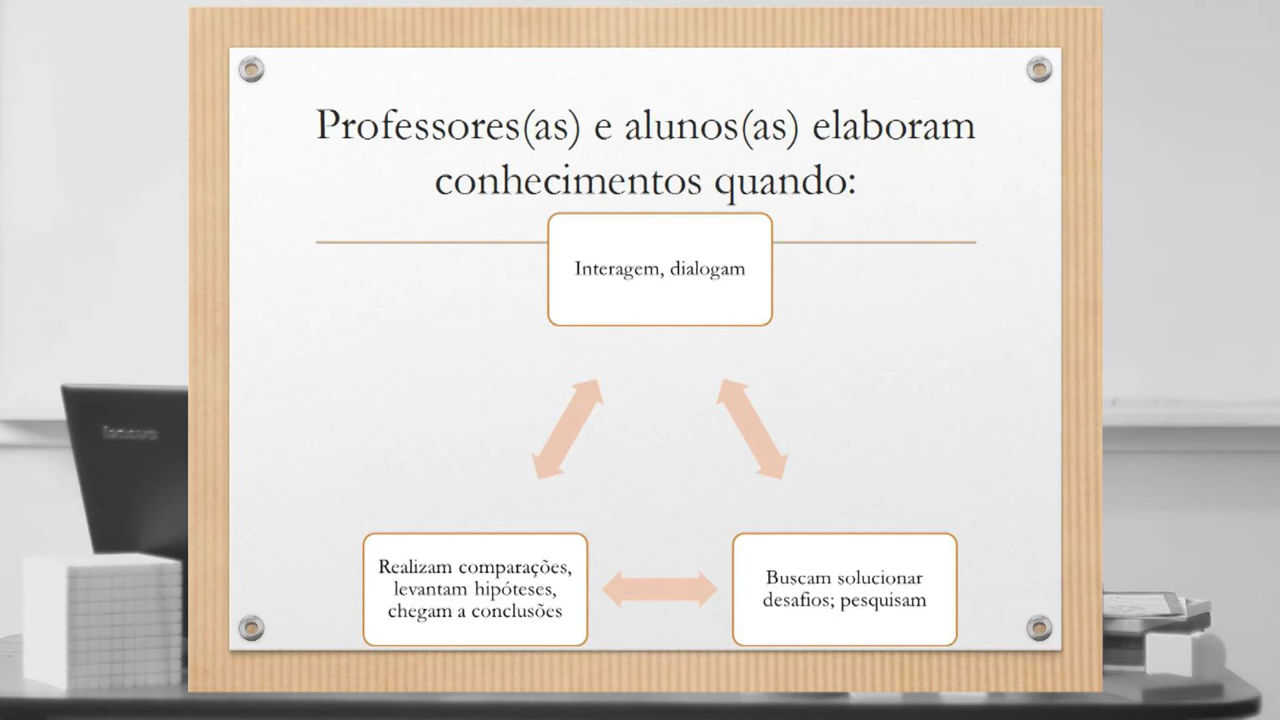 Professores(as) e alunos(as) elaboram
conhecimentos quando:
Interagem, dialogam
Realizam comparações,
levantam hipóteses,
chegam a conclusões
Buscam solucionar
desafios; pesquisam
lenovo